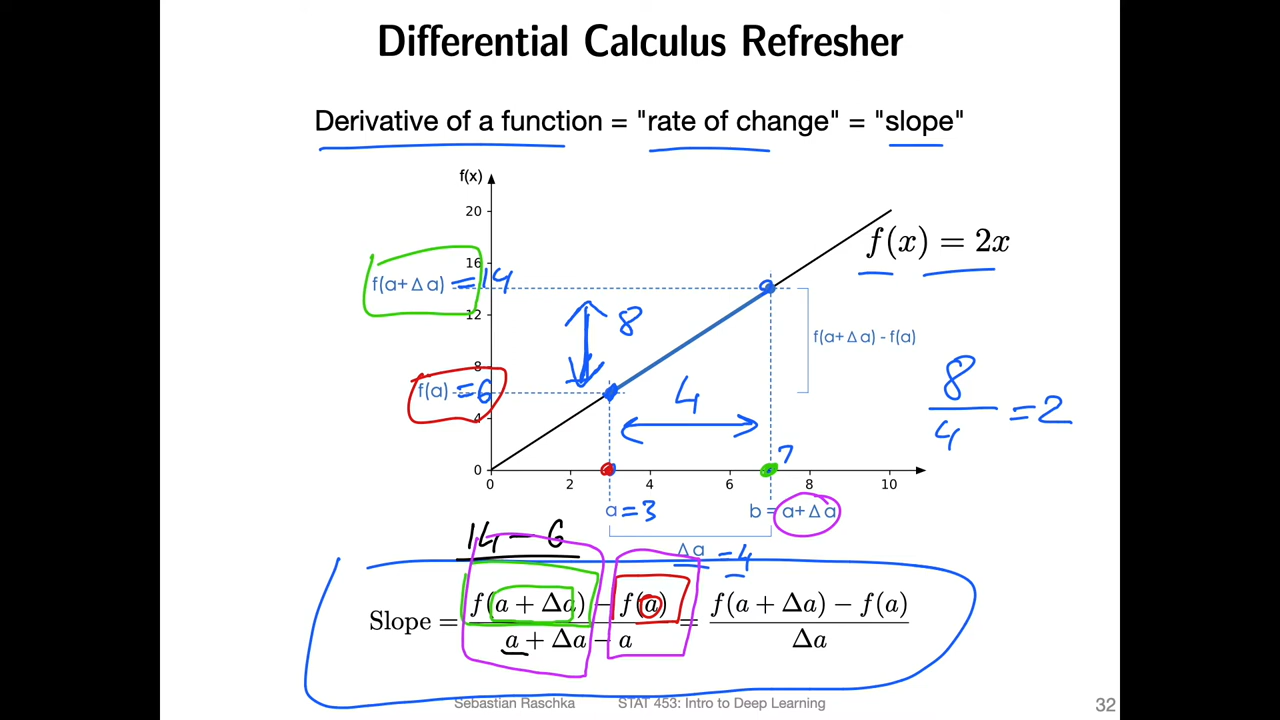 Differential Calculus Refresher
Derivative of a function = "rate of change" = "slope"
f(x)
20
16
12
8
4
0
0 2 4 6 8 10
f(x) = 2x
f(a+Δa) = 14
f(a) = 6
8
4
f(a+Δa) - f(a)
8
4
= 2
7
a = 3
b = a+Δa
Δa = 4
14 - 6
Slope = f(a + Δa) − f(a) / a + Δa − a = f(a + Δa) − f(a) / Δa
Sebastian Raschka STAT 453: Intro to Deep Learning 32